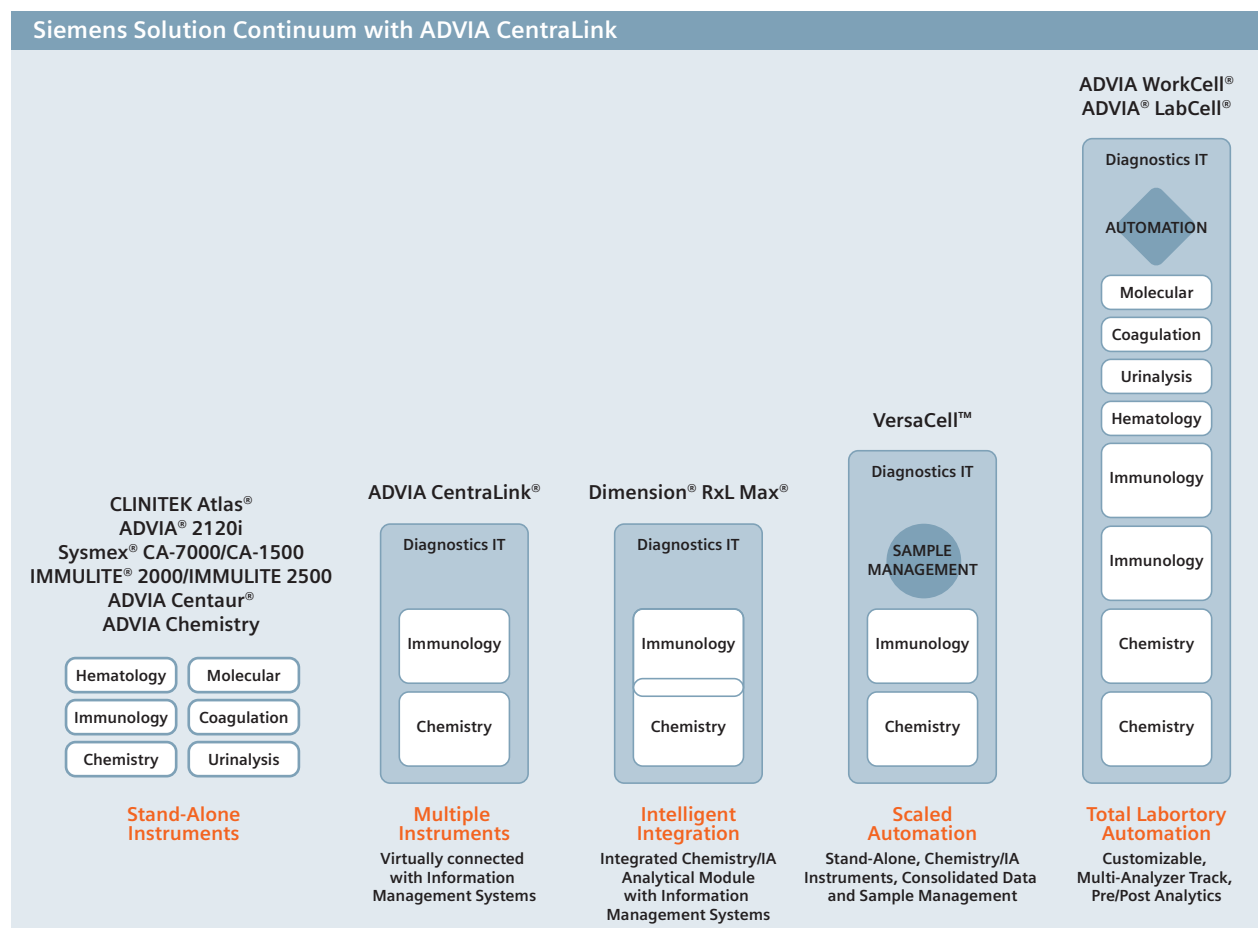 Siemens Solution Continuum with ADVIA CentraLink
CLINITEK Atlas®
ADVIA® 2120i
Sysmex® CA-7000/CA-1500
IMMULITE® 2000/IMMULITE 2500
ADVIA Centaur®
ADVIA Chemistry
Hematology
Molecular
Immunology
Coagulation
Chemistry
Urinalysis
Stand-Alone
Instruments
ADVIA CentraLink®
Diagnostics IT
Immunology
Chemistry
Multiple
Instruments
Virtually connected
with Information
Management Systems
Dimension® RxL Max®
Diagnostics IT
Immunology
Chemistry
Intelligent
Integration
Integrated Chemistry/IA
Analytical Module
with Information
Management Systems
VersaCell™
Diagnostics IT
SAMPLE
MANAGEMENT
Immunology
Chemistry
Scaled
Automation
Stand-Alone, Chemistry/IA
Instruments, Consolidated Data
and Sample Management
ADVIA WorkCell®
ADVIA® LabCell®
Diagnostics IT
AUTOMATION
Molecular
Coagulation
Urinalysis
Hematology
Immunology
Immunology
Chemistry
Chemistry
Total Labortory
Automation
Customizable,
Multi-Analyzer Track,
Pre/Post Analytics